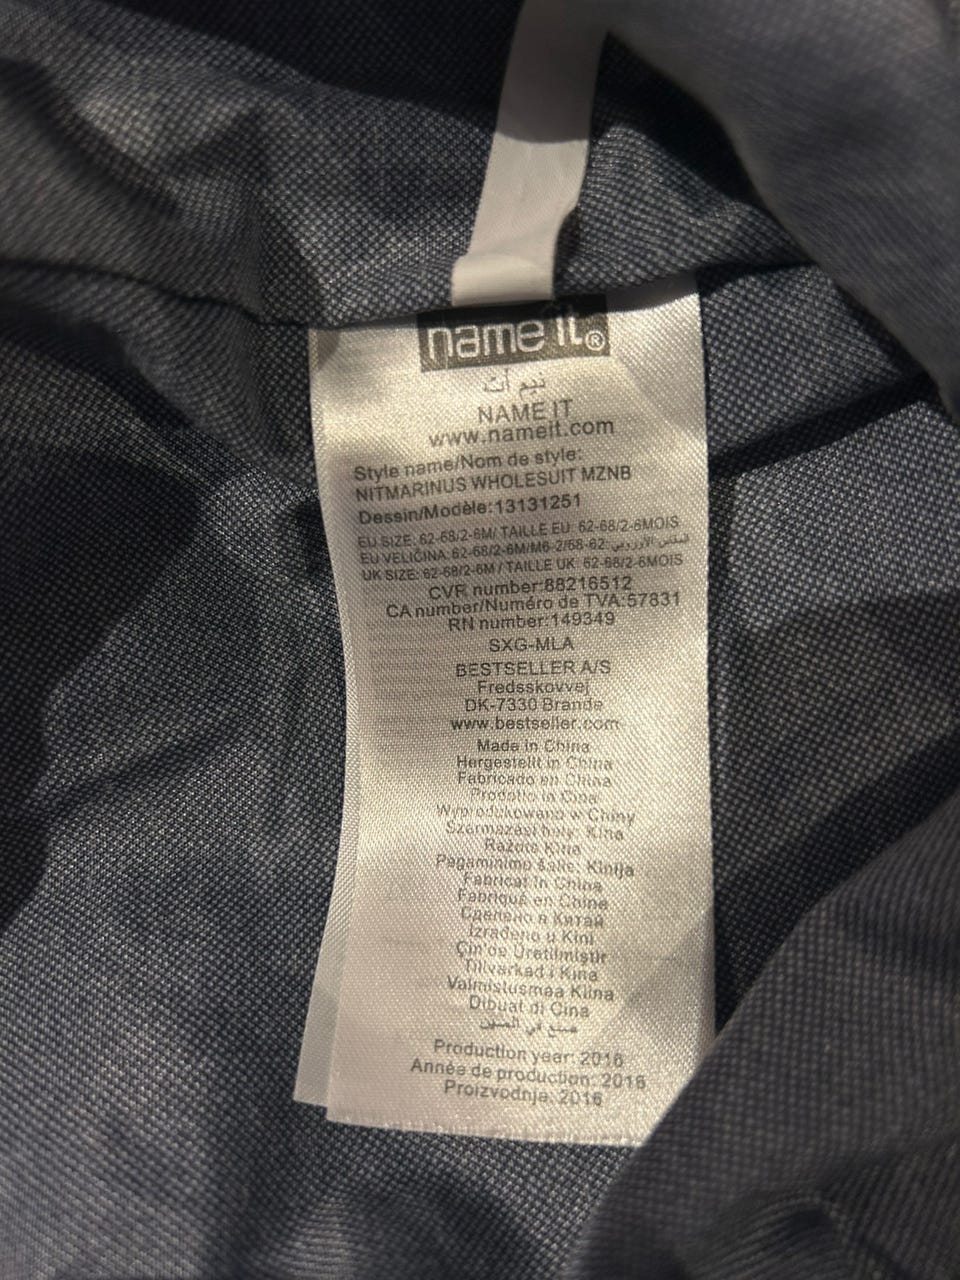 name it®
نيم أت
NAME IT
www.nameit.com
Style name/Nom de style:
NITMARINUS WHOLESUIT MZNB
Dessin/Modèle:13131251
EU SIZE: 62-68/2-6M/ TAILLE EU: 62-68/2-6MOIS
EU VELIČINA: 62-68/2-6M/M6-2/68-62: المقاس الأوروبي
UK SIZE: 62-68/2-6M / TAILLE UK: 62-68/2-6MOIS
CVR number:88216512
CA number/Numéro de TVA:57831
RN number:149349
SXG-MLA
BESTSELLER A/S
Fredsskovvej
DK-7330 Brande
www.bestseller.com
Made in China
Hergestellt in China
Fabricado en China
Prodotto in Cina
Wyprodukowano w Chiny
Származási hely: Kína
Ražots Ķīnā
Pagaminimo šalis: Kinija
Fabricat în China
Fabriqué en Chine
Сделано в Китай
Izrađeno u Kini
Çin'de Üretilmiştir
Tillverkad i Kina
Valmistusmaa Kiina
Dibuat di Cina
صنع في الصين
Production year: 2016
Année de production: 2016
Proizvodnja: 2016